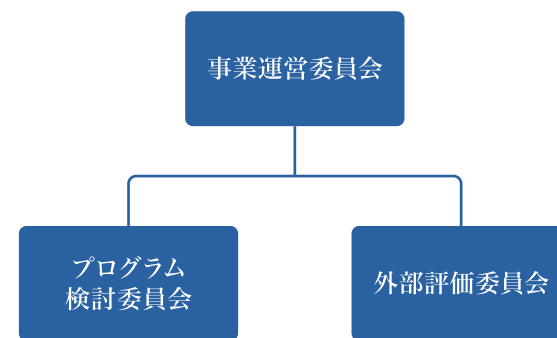 事業運営委員会
プログラム
検討委員会
外部評価委員会